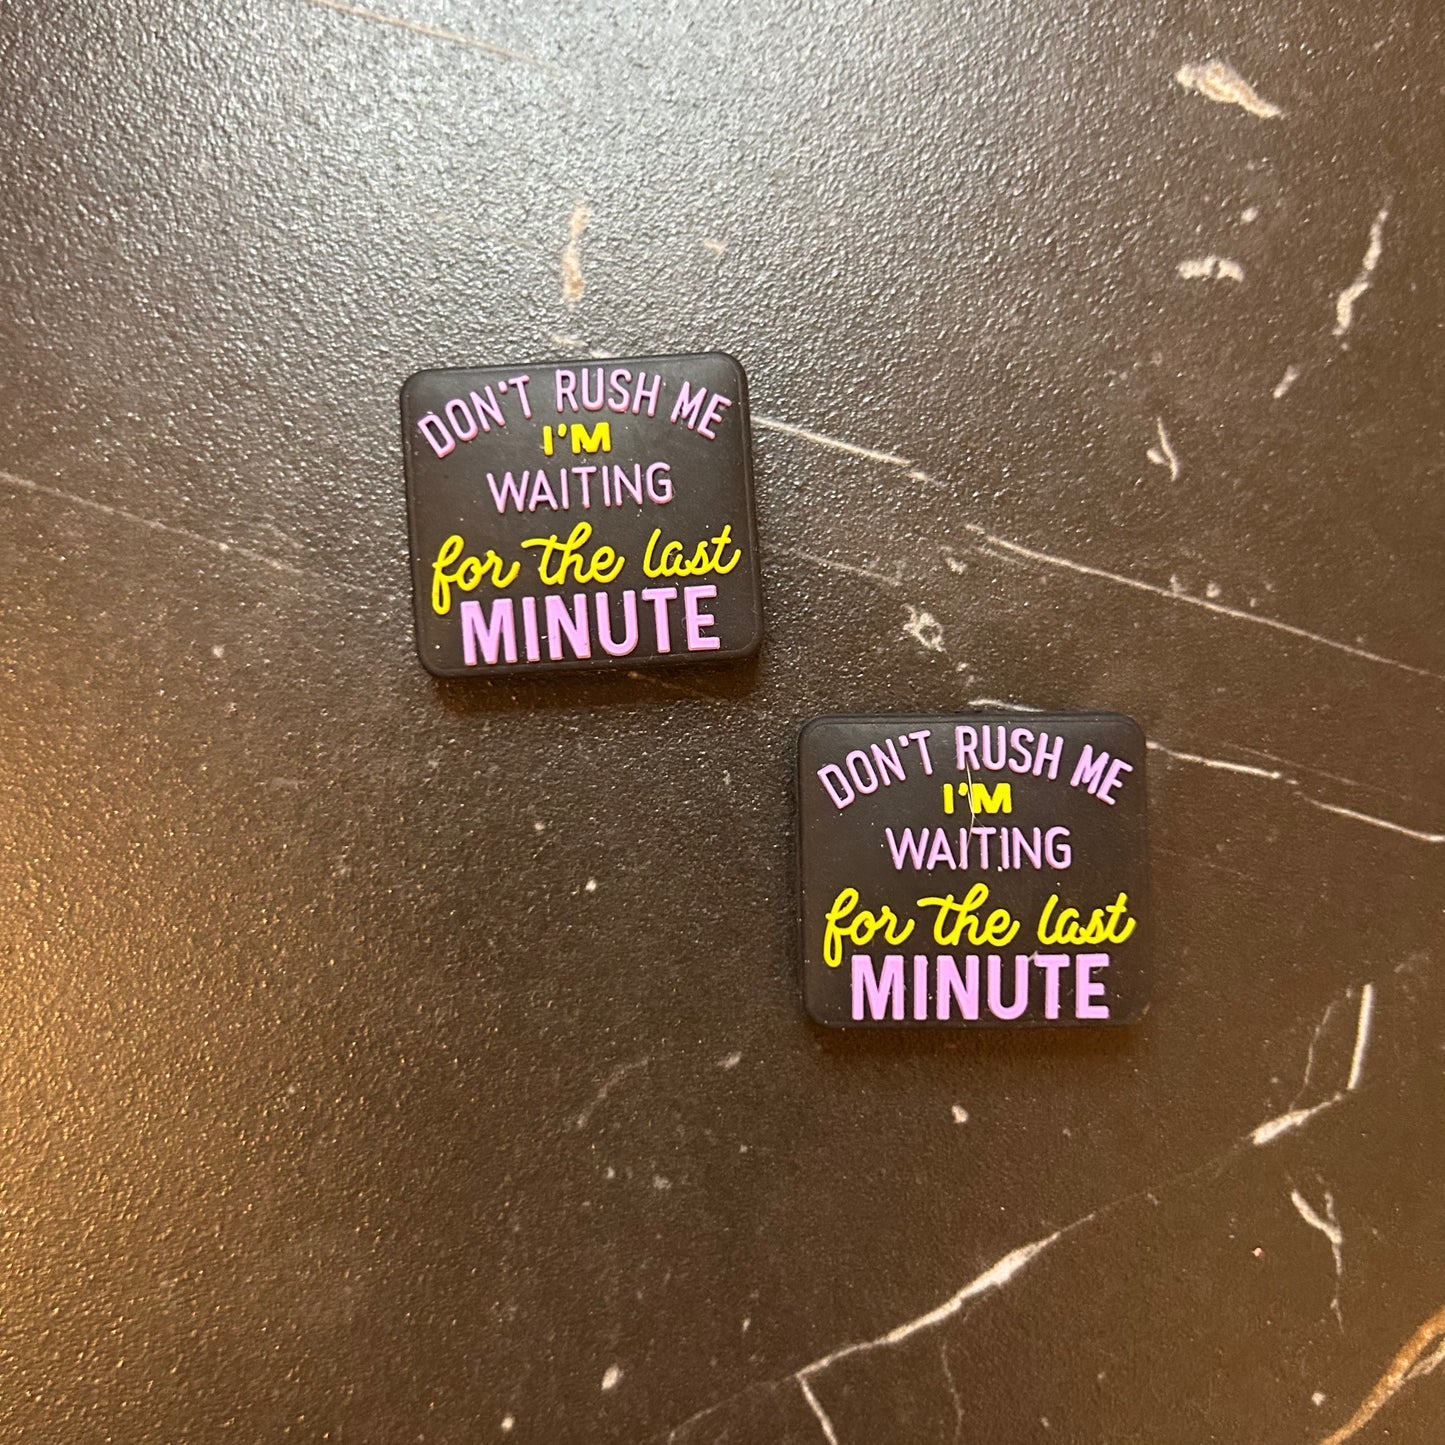 DON'T RUSH ME
I'M
WAITING
for the last
MINUTE
DON'T RUSH ME
I'M
WAITING
for the last
MINUTE